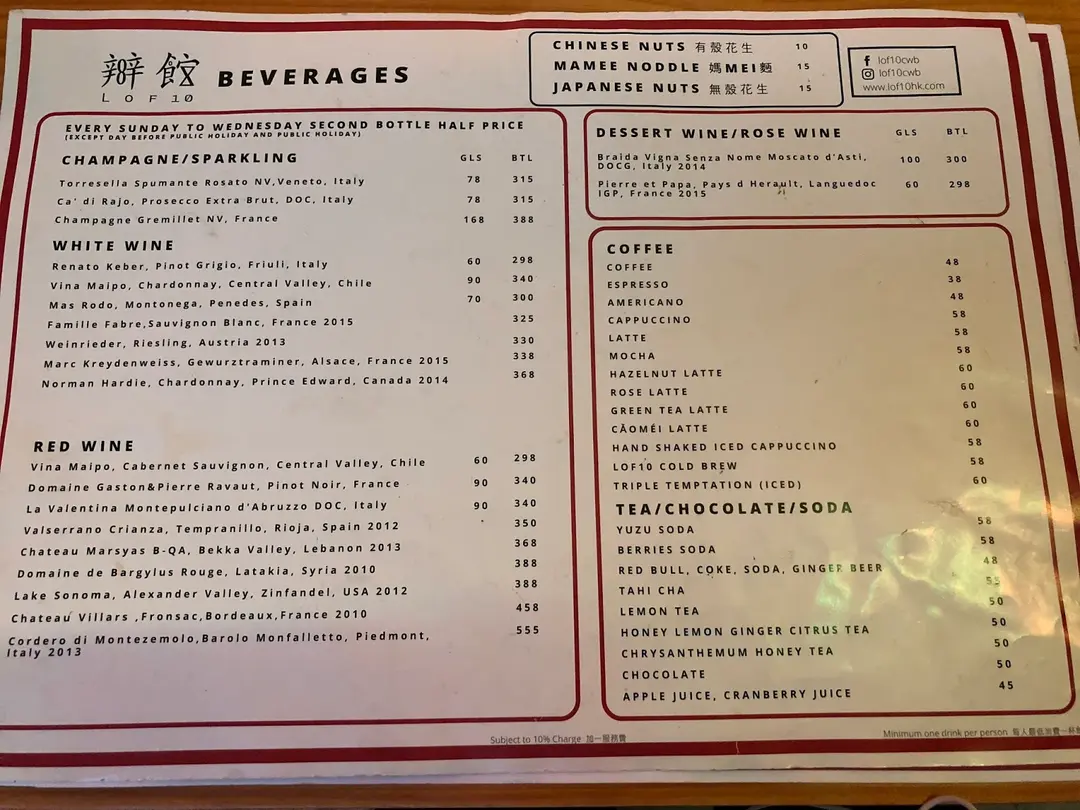 辦館
LOF10
BEVERAGES
CHINESE NUTS 有殼花生 10
MAMEE NODDLE 媽MEI麵 15
JAPANESE NUTS 無殼花生 15
lof10cwb
lof10cwb
www.lof10hk.com
EVERY SUNDAY TO WEDNESDAY SECOND BOTTLE HALF PRICE
(EXCEPT DAY BEFORE PUBLIC HOLIDAY AND PUBLIC HOLIDAY)
CHAMPAGNE/SPARKLING GLS BTL
Torresella Spumante Rosato NV,Veneto, Italy 78 315
Ca' di Rajo, Prosecco Extra Brut, DOC, Italy 78 315
Champagne Gremillet NV, France 168 388
WHITE WINE
Renato Keber, Pinot Grigio, Friuli, Italy 60 298
Vina Maipo, Chardonnay, Central Valley, Chile 90 340
Mas Rodo, Montonega, Penedes, Spain 70 300
Famille Fabre,Sauvignon Blanc, France 2015 325
Weinrieder, Riesling, Austria 2013 330
Marc Kreydenweiss, Gewurztraminer, Alsace, France 2015 338
Norman Hardie, Chardonnay, Prince Edward, Canada 2014 368
RED WINE
Vina Maipo, Cabernet Sauvignon, Central Valley, Chile 60 298
Domaine Gaston&Pierre Ravaut, Pinot Noir, France 90 340
La Valentina Montepulciano d'Abruzzo DOC, Italy 90 340
Valserrano Crianza, Tempranillo, Rioja, Spain 2012 350
Chateau Marsyas B-QA, Bekka Valley, Lebanon 2013 368
Domaine de Bargylus Rouge, Latakia, Syria 2010 388
Lake Sonoma, Alexander Valley, Zinfandel, USA 2012 388
Chateau Villars ,Fronsac,Bordeaux,France 2010 458
Cordero di Montezemolo,Barolo Monfalletto, Piedmont, 555
Italy 2013
DESSERT WINE/ROSE WINE GLS BTL
Braida Vigna Senza Nome Moscato d'Asti, 100 300
DOCG, Italy 2014
Pierre et Papa, Pays d Herault, Languedoc 60 298
IGP, France 2015
COFFEE
COFFEE 48
ESPRESSO 38
AMERICANO 48
CAPPUCCINO 58
LATTE 58
MOCHA 58
HAZELNUT LATTE 60
ROSE LATTE 60
GREEN TEA LATTE 60
CĂOMÉI LATTE 60
HAND SHAKED ICED CAPPUCCINO 58
LOF10 COLD BREW 58
TRIPLE TEMPTATION (ICED) 60
TEA/CHOCOLATE/SODA
YUZU SODA 58
BERRIES SODA 58
RED BULL, COKE, SODA, GINGER BEER 48
TAHI CHA 55
LEMON TEA 50
HONEY LEMON GINGER CITRUS TEA 50
CHRYSANTHEMUM HONEY TEA 50
CHOCOLATE 50
APPLE JUICE, CRANBERRY JUICE 45
Subject to 10% Charge 加一服務費
Minimum one drink per person 每人最低消費一杯